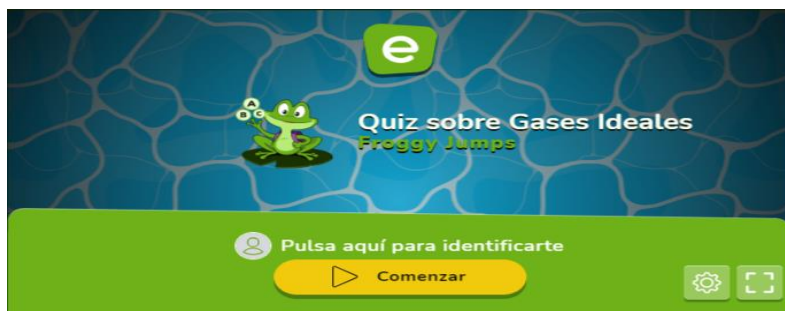 e
A
B C
Quiz sobre Gases Ideales
Froggy Jumps
Pulsa aquí para identificarte
Comenzar